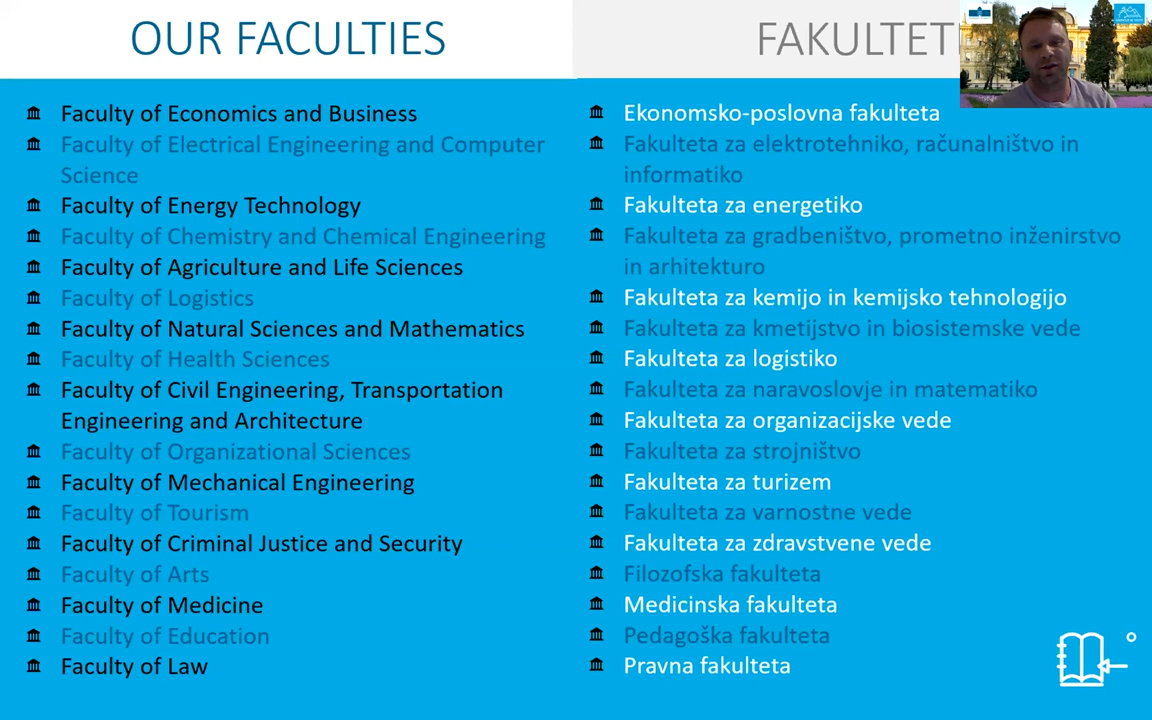 OUR FACULTIES
Faculty of Economics and Business
Faculty of Electrical Engineering and Computer
Science
Faculty of Energy Technology
Faculty of Chemistry and Chemical Engineering
Faculty of Agriculture and Life Sciences
Faculty of Logistics
Faculty of Natural Sciences and Mathematics
Faculty of Health Sciences
Faculty of Civil Engineering, Transportation
Engineering and Architecture
Faculty of Organizational Sciences
Faculty of Mechanical Engineering
Faculty of Tourism
Faculty of Criminal Justice and Security
Faculty of Arts
Faculty of Medicine
Faculty of Education
Faculty of Law
FAKULTET
Ekonomsko-poslovna fakulteta
Fakulteta za elektrotehniko, računalništvo in
informatiko
Fakulteta za energetiko
Fakulteta za gradbeništvo, prometno inženirstvo
in arhitekturo
Fakulteta za kemijo in kemijsko tehnologijo
Fakulteta za kmetijstvo in biosistemske vede
Fakulteta za logistiko
Fakulteta za naravoslovje in matematiko
Fakulteta za organizacijske vede
Fakulteta za strojništvo
Fakulteta za turizem
Fakulteta za varnostne vede
Fakulteta za zdravstvene vede
Filozofska fakulteta
Medicinska fakulteta
Pedagoška fakulteta
Pravna fakulteta